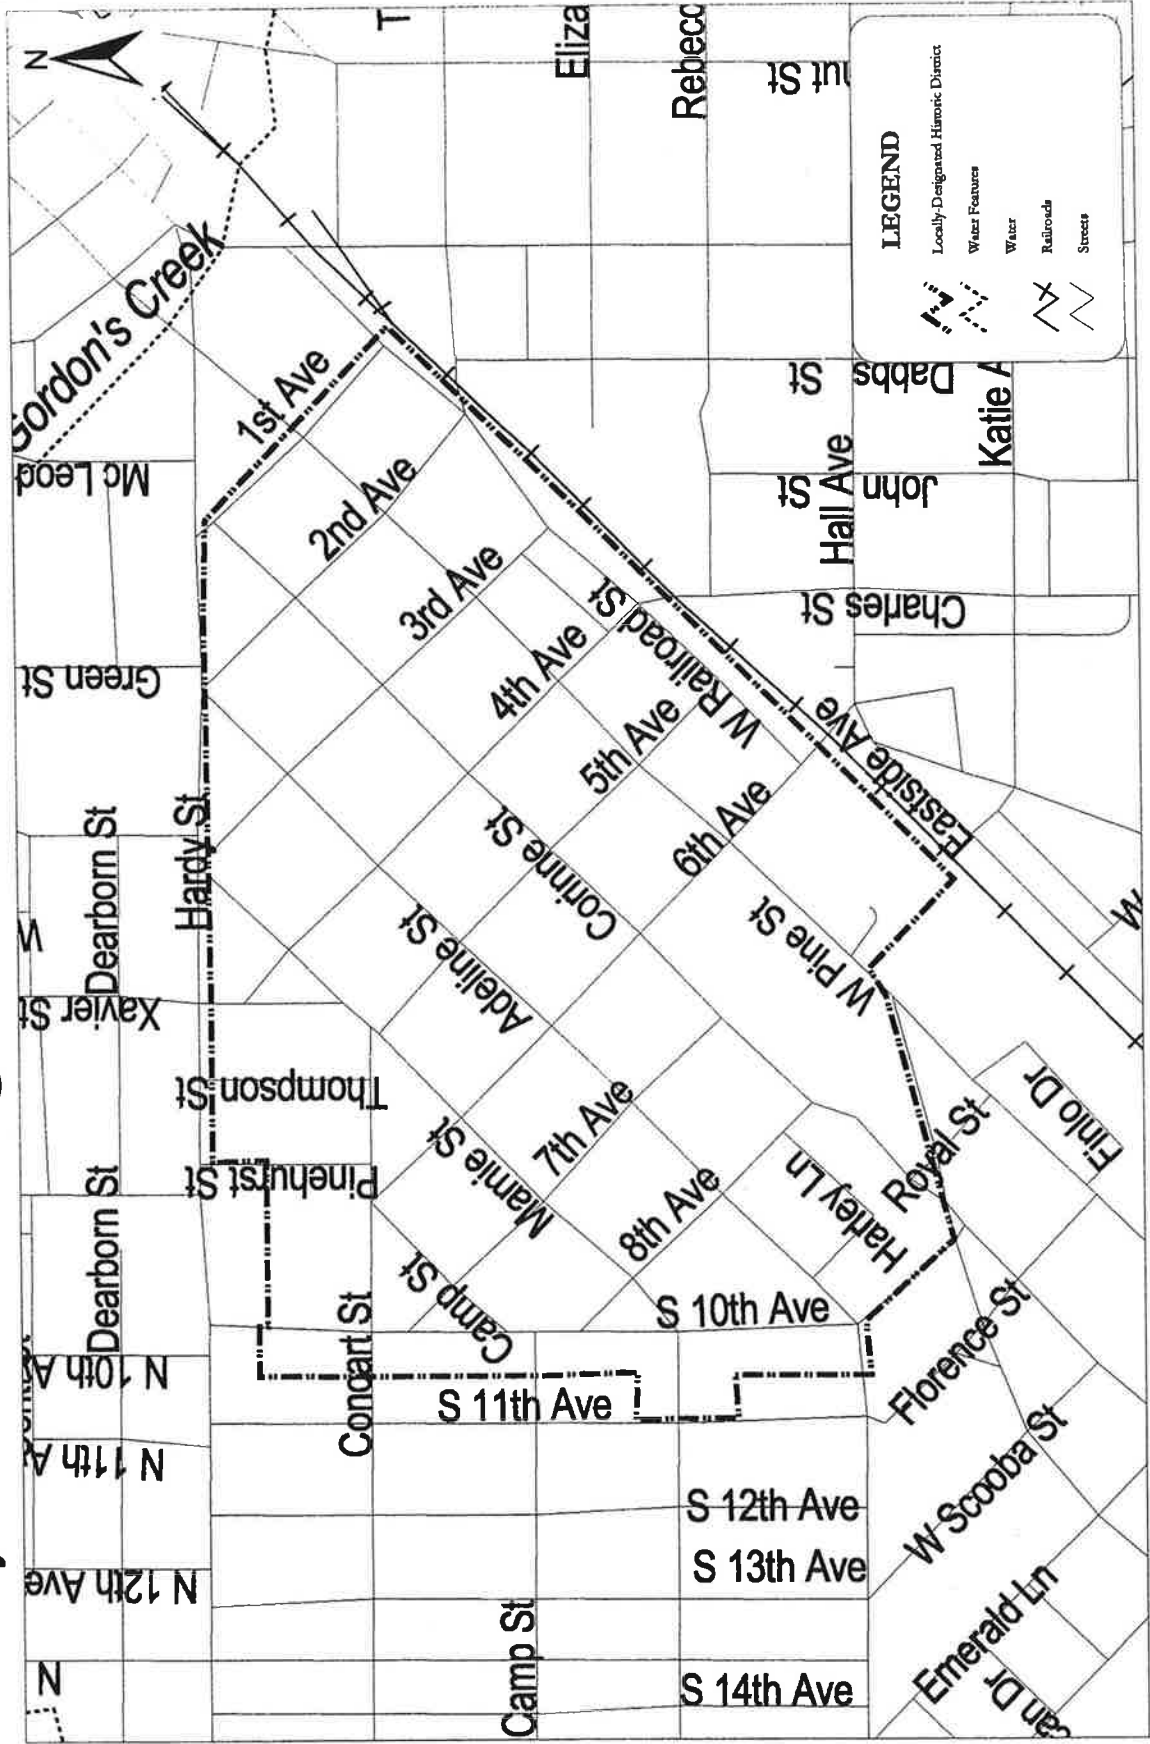 N
Gordon's Creek
Mc Leod
Green St
Dearborn St
Hardy St
W
Xavier St
Thompson St
Pinehurst St
Dearborn St
N 10th A
N 11th A
N 12th Ave
N
1st Ave
2nd Ave
3rd Ave
4th Ave
5th Ave
6th Ave
7th Ave
8th Ave
W Railroad St
Corinne St
Adeline St
Mamie St
Camp St
W Pine St
Eastside Ave
Harley Ln
Royal St
Finlo Dr
Florence St
W Scooba St
Emerald Ln
can Dr
Conoart St
S 10th Ave
S 11th Ave
S 12th Ave
S 13th Ave
S 14th Ave
Camp St
T
Eliza
Rebecc
ut St
Dabbs St
John St
Hall Ave
Katie A
Charles St
W
LEGEND
Locally-Designated Historic District
Water Features
Water
Railroads
Streets